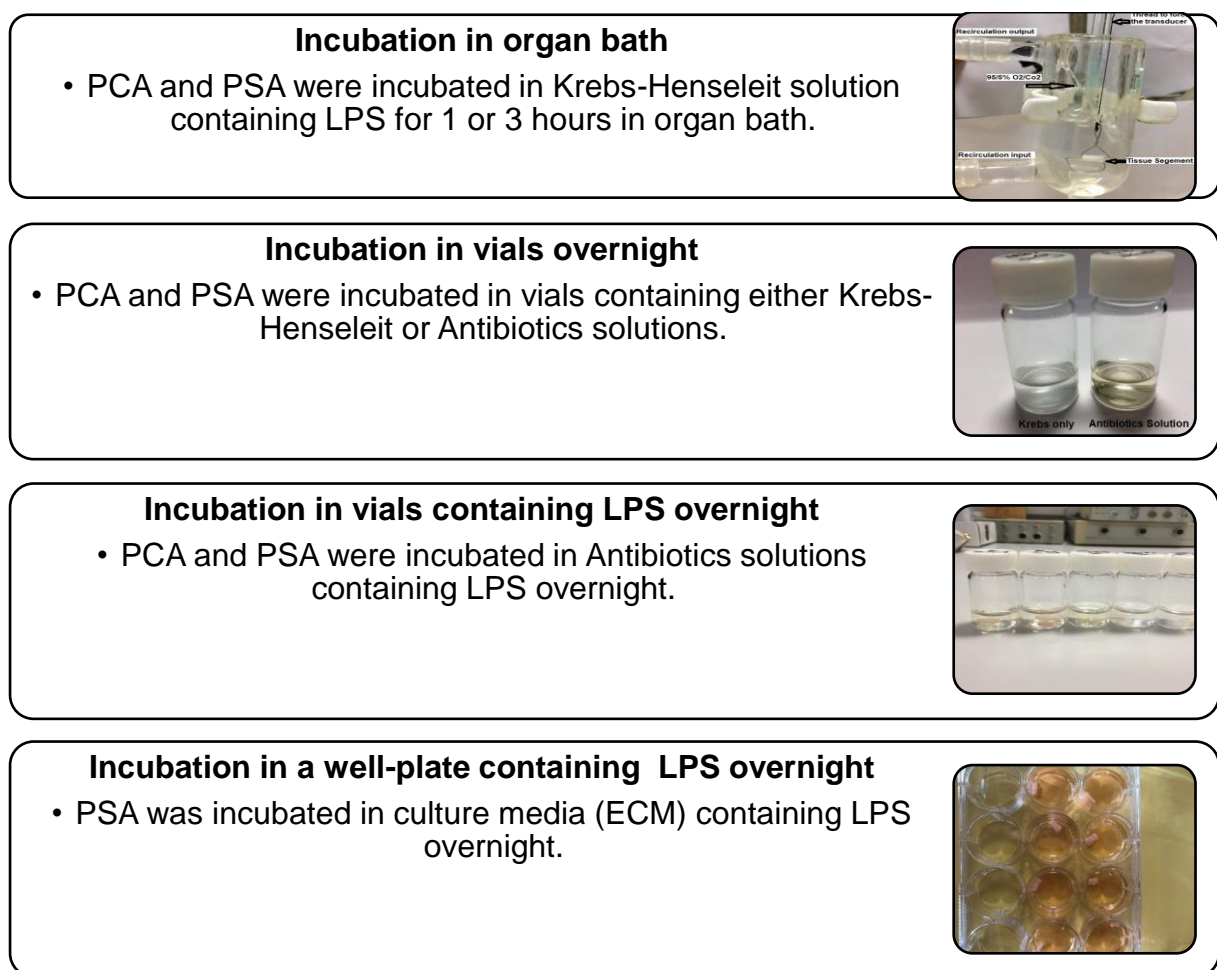 Incubation in organ bath
• PCA and PSA were incubated in Krebs-Henseleit solution
containing LPS for 1 or 3 hours in organ bath.
Thread to force
the transducer
Recirculation output
95/5% O2/Co2
Recirculation input
Tissue Segement
Incubation in vials overnight
• PCA and PSA were incubated in vials containing either Krebs-
Henseleit or Antibiotics solutions.
Krebs only
Antibiotics Solution
Incubation in vials containing LPS overnight
• PCA and PSA were incubated in Antibiotics solutions
containing LPS overnight.
Incubation in a well-plate containing  LPS overnight
• PSA was incubated in culture media (ECM) containing LPS
overnight.